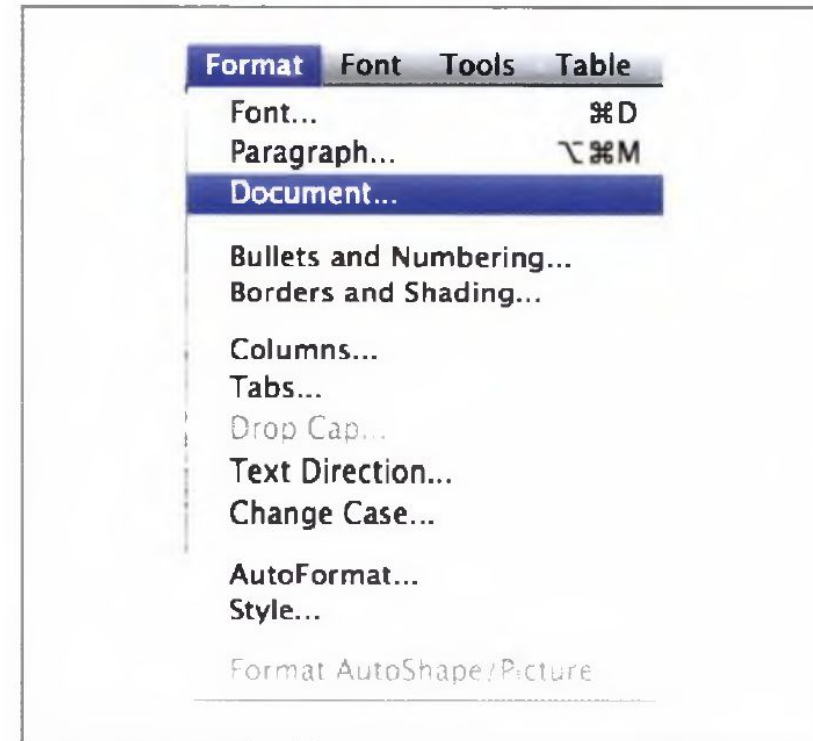 Format Font Tools Table
Font... ⌘D
Paragraph... ⌥⌘M
Document...
Bullets and Numbering...
Borders and Shading...
Columns...
Tabs...
Drop Cap...
Text Direction...
Change Case...
AutoFormat...
Style...
Format AutoShape/Picture